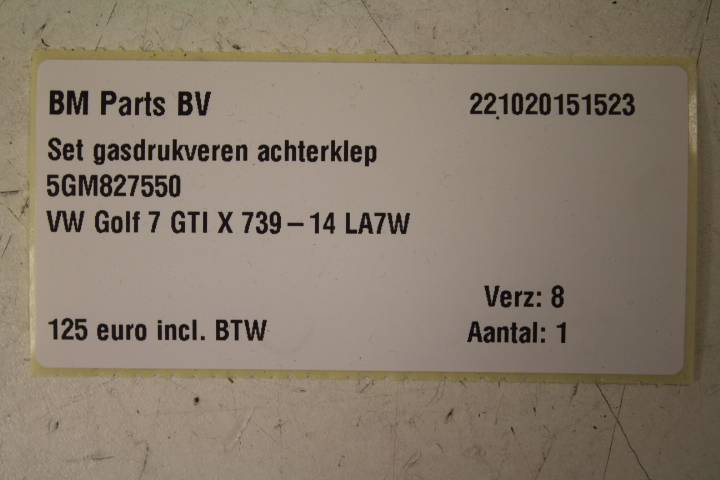 BM Parts BV 221020151523
Set gasdrukveren achterklep
5GM827550
VW Golf 7 GTI X 739 – 14 LA7W
Verz: 8
125 euro incl. BTW Aantal: 1